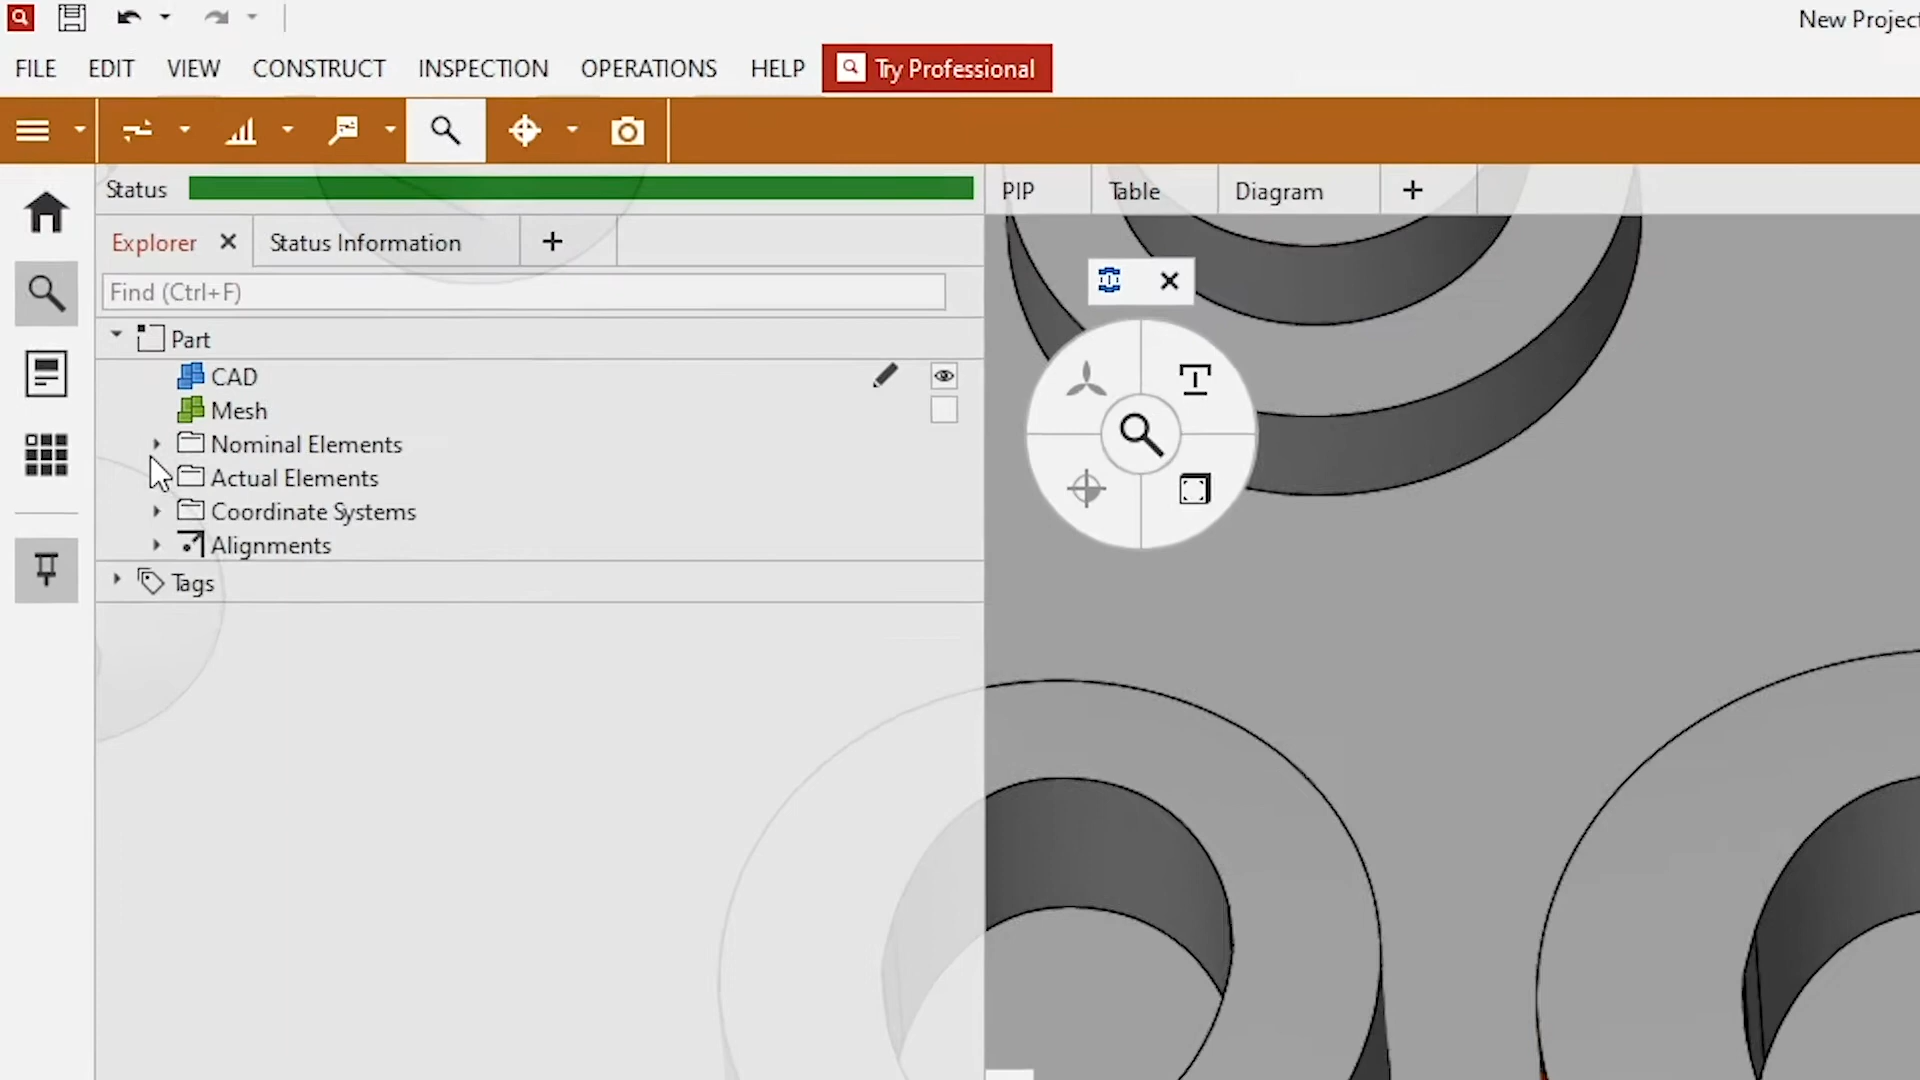 New Project
FILE EDIT VIEW CONSTRUCT INSPECTION OPERATIONS HELP Try Professional
Status
PIP Table Diagram +
Explorer Status Information +
Find (Ctrl+F)
Part
CAD
Mesh
Nominal Elements
Actual Elements
Coordinate Systems
Alignments
Tags